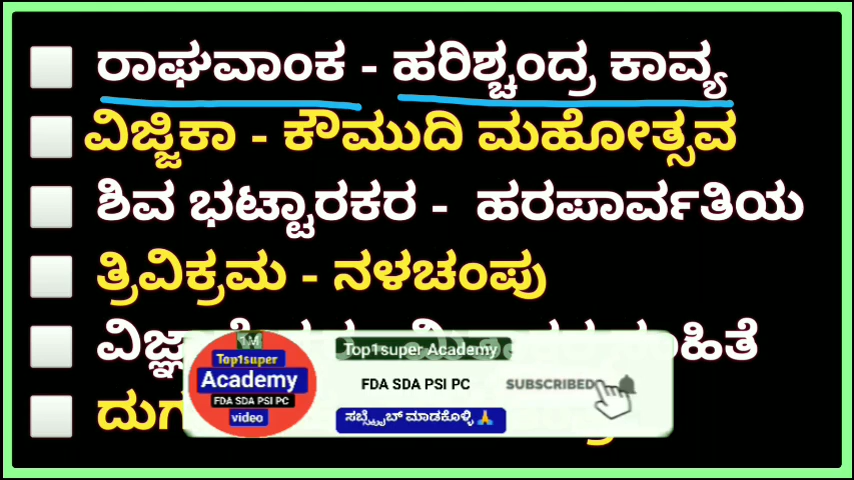 ರಾಘವಾಂಕ - ಹರಿಶ್ಚಂದ್ರ ಕಾವ್ಯ
ವಿಜ್ಜಿಕಾ - ಕೌಮುದಿ ಮಹೋತ್ಸವ
ಶಿವ ಭಟ್ಟಾರಕರ - ಹರಪಾರ್ವತಿಯ
ತ್ರಿವಿಕ್ರಮ - ನಳಚಂಪು
Top1super
Academy
FDA SDA PSI PC
video
Top1super Academy
FDA SDA PSI PC
SUBSCRIBED
ಸಬ್ಸ್ಕ್ರೈಬ್ ಮಾಡಕೊಳ್ಳಿ 🙏